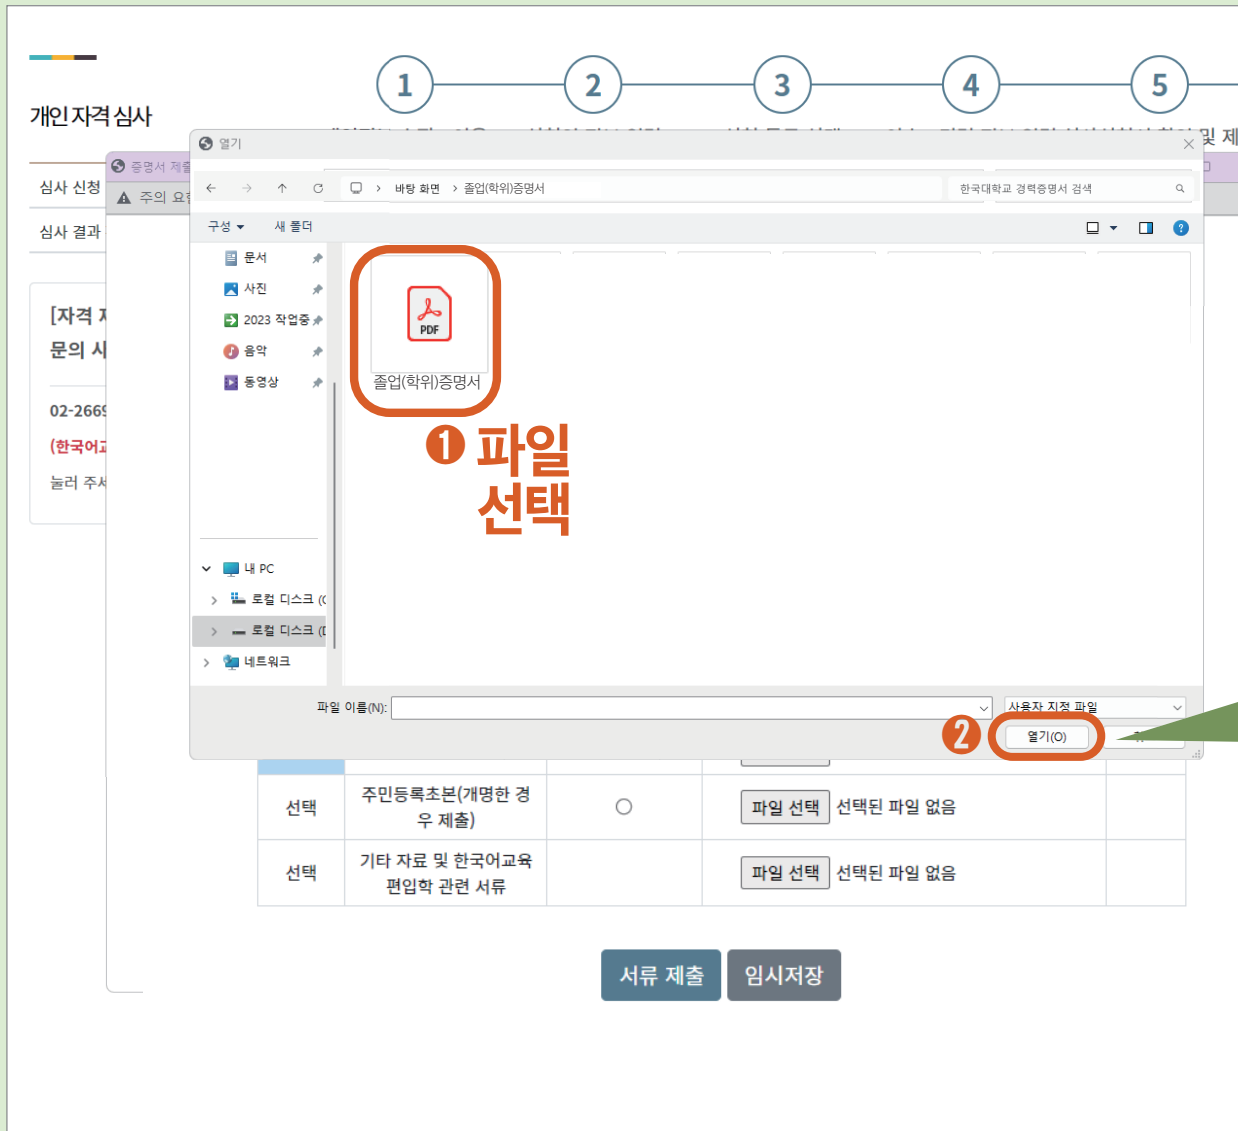 1
2
3
4
5
개인 자격 심사
및 제
심사 신청
심사 결과
증명서 제출
주의 요
열기
바탕 화면 > 졸업(학위)증명서
한국대학교 경력증명서 검색
구성
새 폴더
문서
사진
2023 작업중
음악
동영상
PDF
졸업(학위)증명서
❶ 파일
선택
[자격
문의 사
02-2669
(한국어교
눌러 주세
내 PC
로컬 디스크 (C
로컬 디스크 (D
네트워크
파일 이름(N):
사용자 지정 파일
❷
열기(O)
선택
주민등록초본(개명한 경
우 제출)
파일 선택 선택된 파일 없음
선택
기타 자료 및 한국어교육
편입학 관련 서류
파일 선택 선택된 파일 없음
서류 제출
임시저장